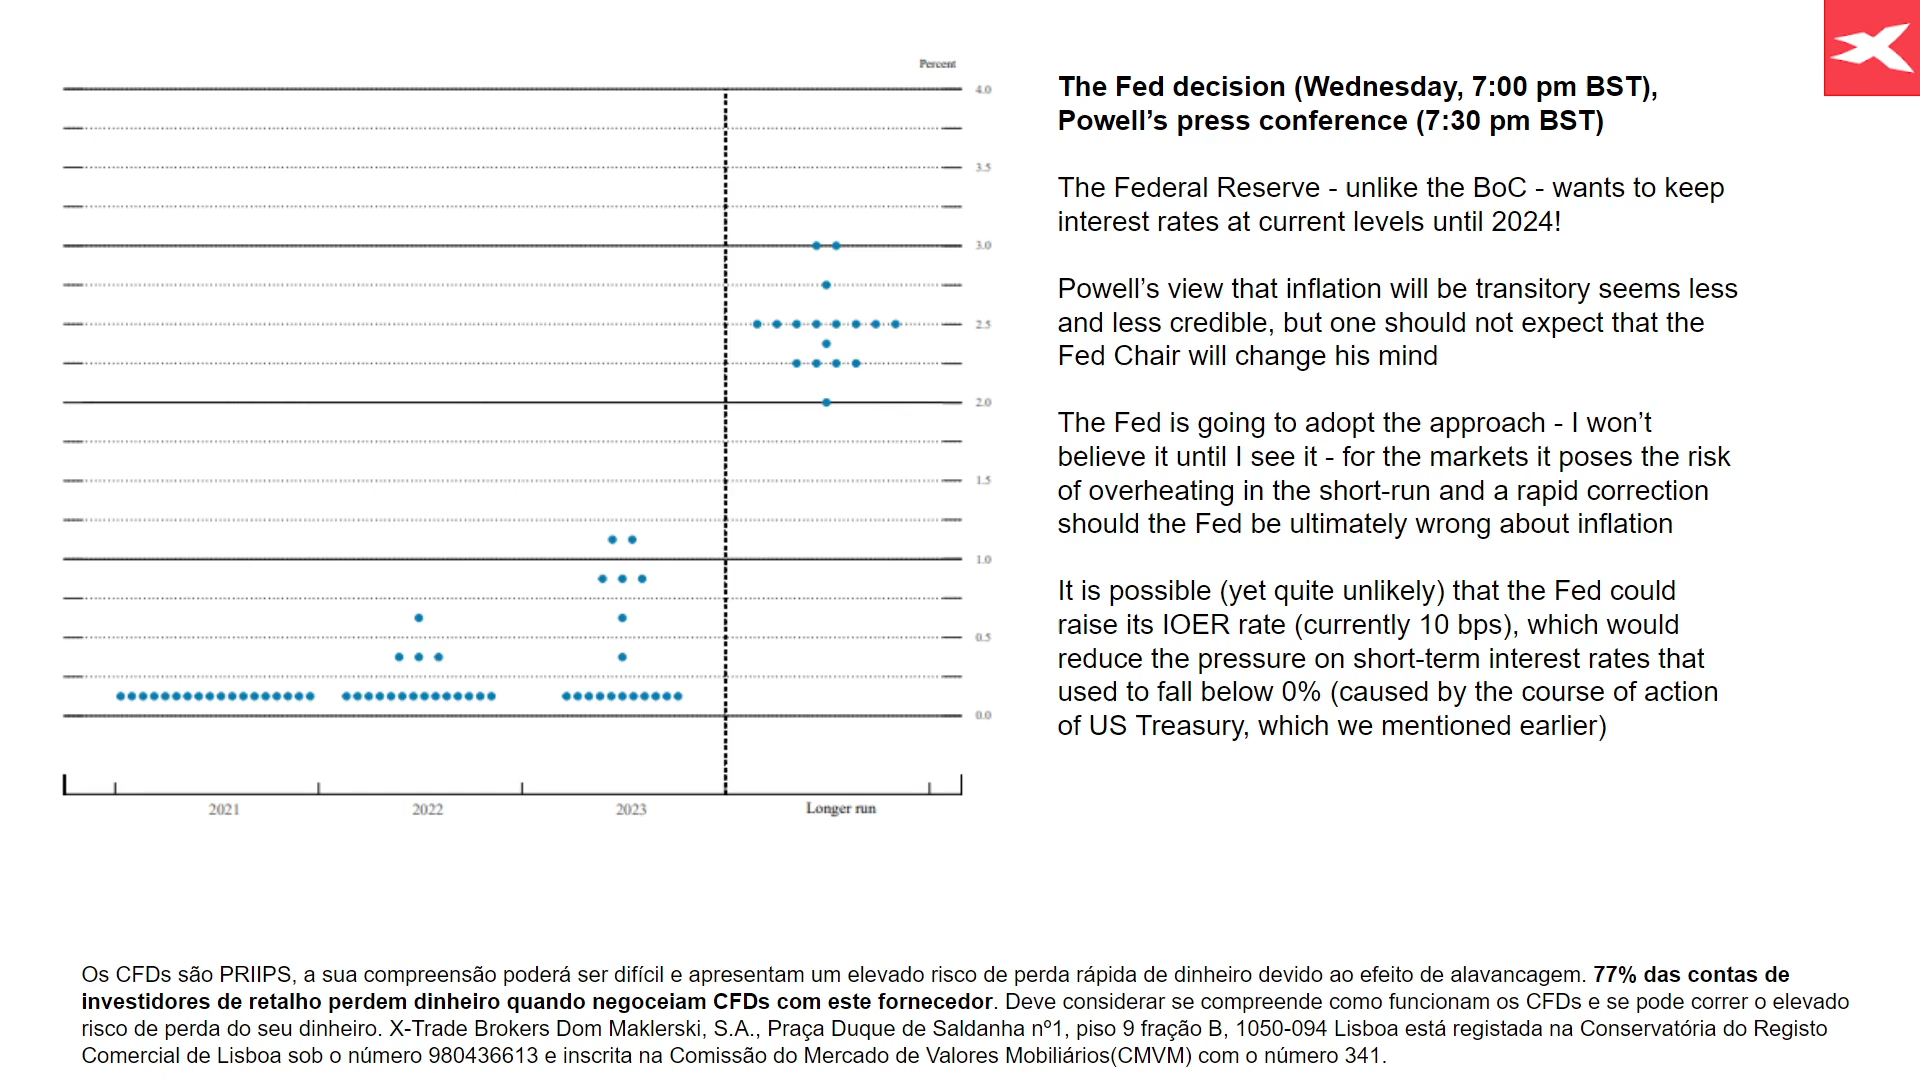 Percent
4.0
3.5
3.0
2.5
2.0
1.5
1.0
0.5
0.0
2021 2022 2023 Longer run
The Fed decision (Wednesday, 7:00 pm BST),
Powell’s press conference (7:30 pm BST)
The Federal Reserve - unlike the BoC - wants to keep
interest rates at current levels until 2024!
Powell’s view that inflation will be transitory seems less
and less credible, but one should not expect that the
Fed Chair will change his mind
The Fed is going to adopt the approach - I won’t
believe it until I see it - for the markets it poses the risk
of overheating in the short-run and a rapid correction
should the Fed be ultimately wrong about inflation
It is possible (yet quite unlikely) that the Fed could
raise its IOER rate (currently 10 bps), which would
reduce the pressure on short-term interest rates that
used to fall below 0% (caused by the course of action
of US Treasury, which we mentioned earlier)
Os CFDs são PRIIPS, a sua compreensão poderá ser difícil e apresentam um elevado risco de perda rápida de dinheiro devido ao efeito de alavancagem. 77% das contas de
investidores de retalho perdem dinheiro quando negoceiam CFDs com este fornecedor. Deve considerar se compreende como funcionam os CFDs e se pode correr o elevado
risco de perda do seu dinheiro. X-Trade Brokers Dom Maklerski, S.A., Praça Duque de Saldanha nº1, piso 9 fração B, 1050-094 Lisboa está registada na Conservatória do Registo
Comercial de Lisboa sob o número 980436613 e inscrita na Comissão do Mercado de Valores Mobiliários(CMVM) com o número 341.